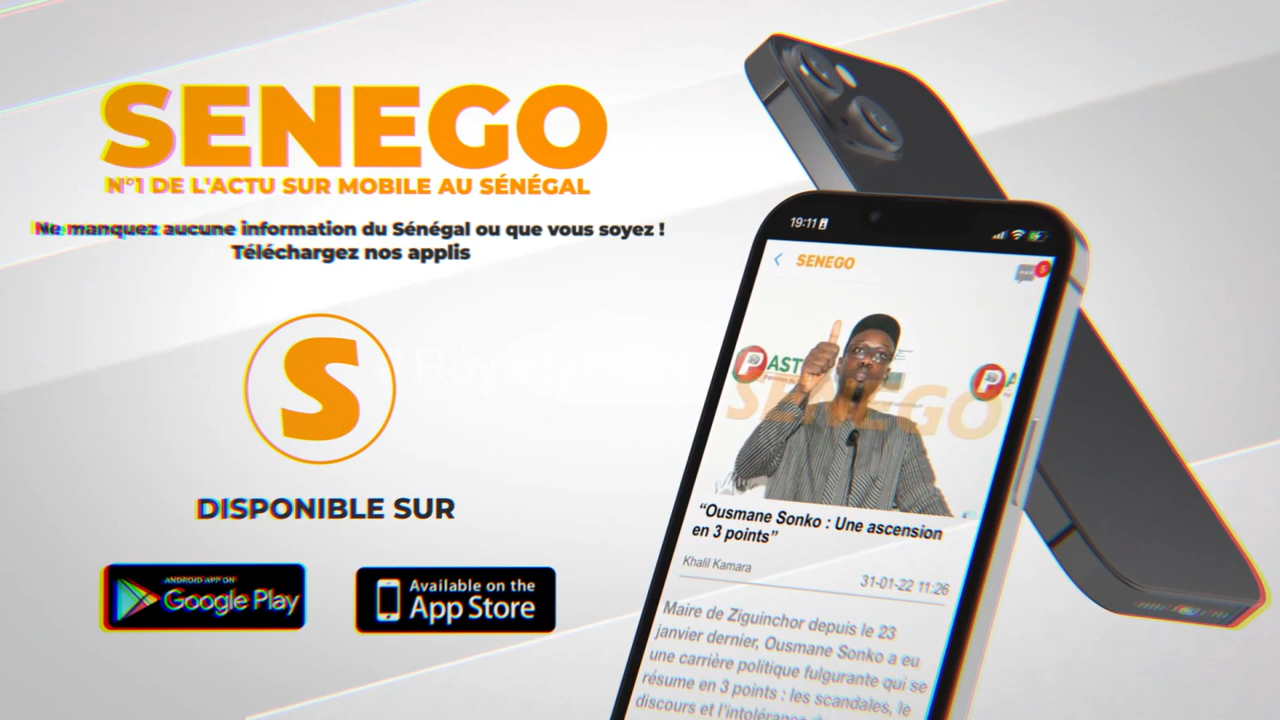 SENEGO
N°1 DE L'ACTU SUR MOBILE AU SÉNÉGAL
Ne manquez aucune information du Sénégal ou que vous soyez !
Téléchargez nos applis
S
DISPONIBLE SUR
ANDROID APP ON
Google Play
Available on the
App Store
19:11
SENEGO
5
PAST
SENEGO
“Ousmane Sonko : Une ascension
en 3 points”
Khalil Kamara
31-01-22 11:26
Maire de Ziguinchor depuis le 23
janvier dernier, Ousmane Sonko a eu
une carrière politique fulgurante qui se
résume en 3 points : les scandales, le
discours et l'intolérance